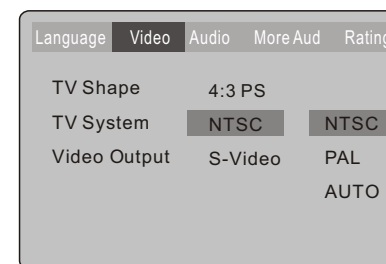 Language Video Audio More Aud Rating
TV Shape 4:3 PS
TV System NTSC NTSC
Video Output S-Video PAL
AUTO